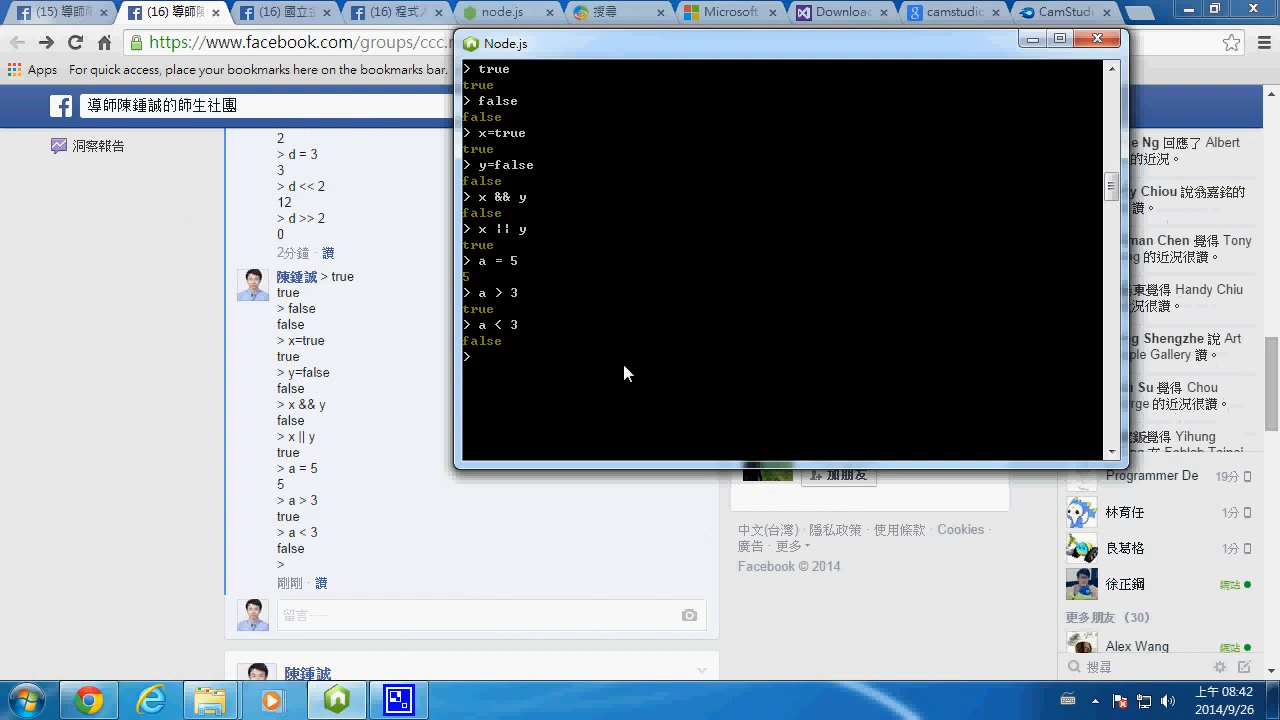 (15) 導師
(16) 導師
(16) 國立
(16) 程式
node.js
搜尋
Microsoft
Downloa
camstudio
CamStudi
https://www.facebook.com/groups/ccc.
Apps
For quick access, place your bookmarks here on the bookmarks bar.
導師陳鍾誠的師生社團
洞察報告
2
> d = 3
3
> d << 2
12
> d >> 2
0
2分鐘 · 讚
陳鍾誠 > true
true
> false
false
> x=true
true
> y=false
false
> x && y
false
> x || y
true
> a = 5
5
> a > 3
true
> a < 3
false
>
剛剛 · 讚
留言......
陳鍾誠
Node.js
> true
true
> false
false
> x=true
true
> y=false
false
> x && y
false
> x || y
true
> a = 5
5
> a > 3
true
> a < 3
false
>
加朋友
中文(台灣) · 隱私政策 · 使用條款 · Cookies ·
廣告 · 更多
Facebook © 2014
e Ng 回應了 Albert
的近況。
y Chiou 說翁嘉銘的
讚。
man Chen 覺得 Tony
的近況很讚。
東覺得 Handy Chiu
況很讚。
g Shengzhe 說 Art
ple Gallery 讚。
Su 覺得 Chou
rge 的近況很讚。
覺得 Yihung
Programmer De
19分
林育任
1分
良葛格
1分
徐正鋼
網站
更多朋友 (30)
Alex Wang
網站
搜尋
上午 08:42
2014/9/26